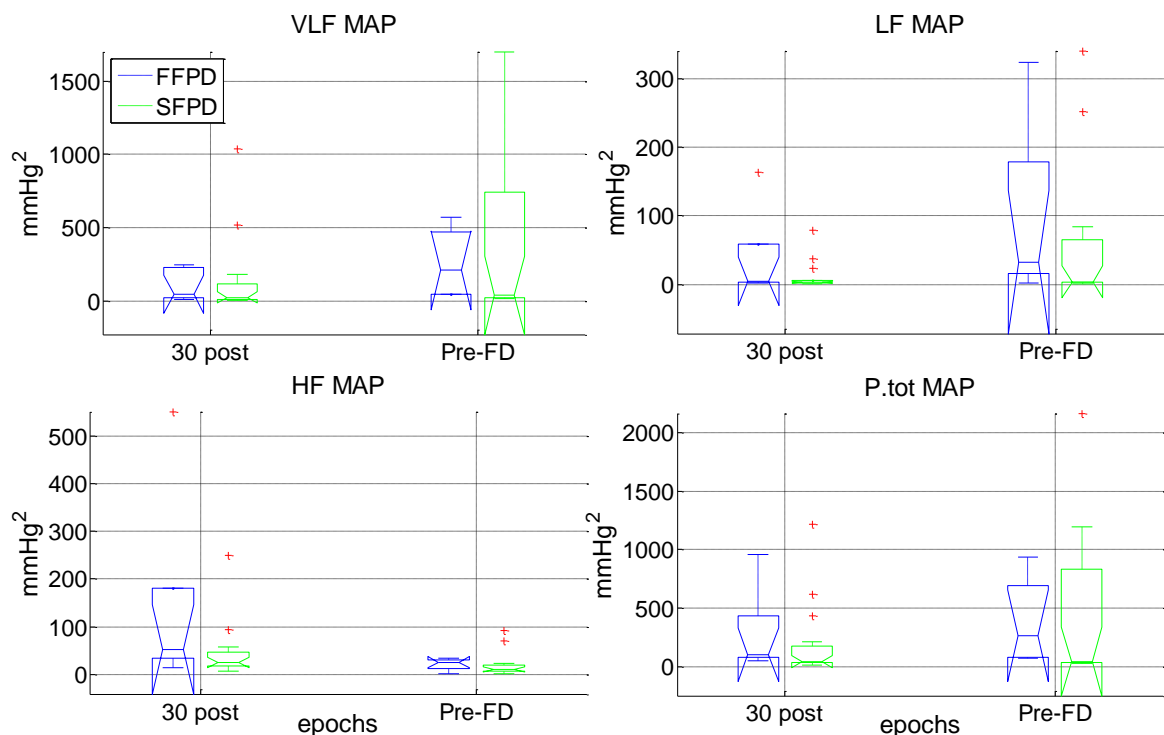 VLF MAP
1500
1000
500
0
mmHg²
FFPD
SFPD
30 post
Pre-FD
LF MAP
300
200
100
0
mmHg²
30 post
Pre-FD
HF MAP
500
400
300
200
100
0
mmHg²
30 post
Pre-FD
epochs
P.tot MAP
2000
1500
1000
500
0
mmHg²
30 post
Pre-FD
epochs